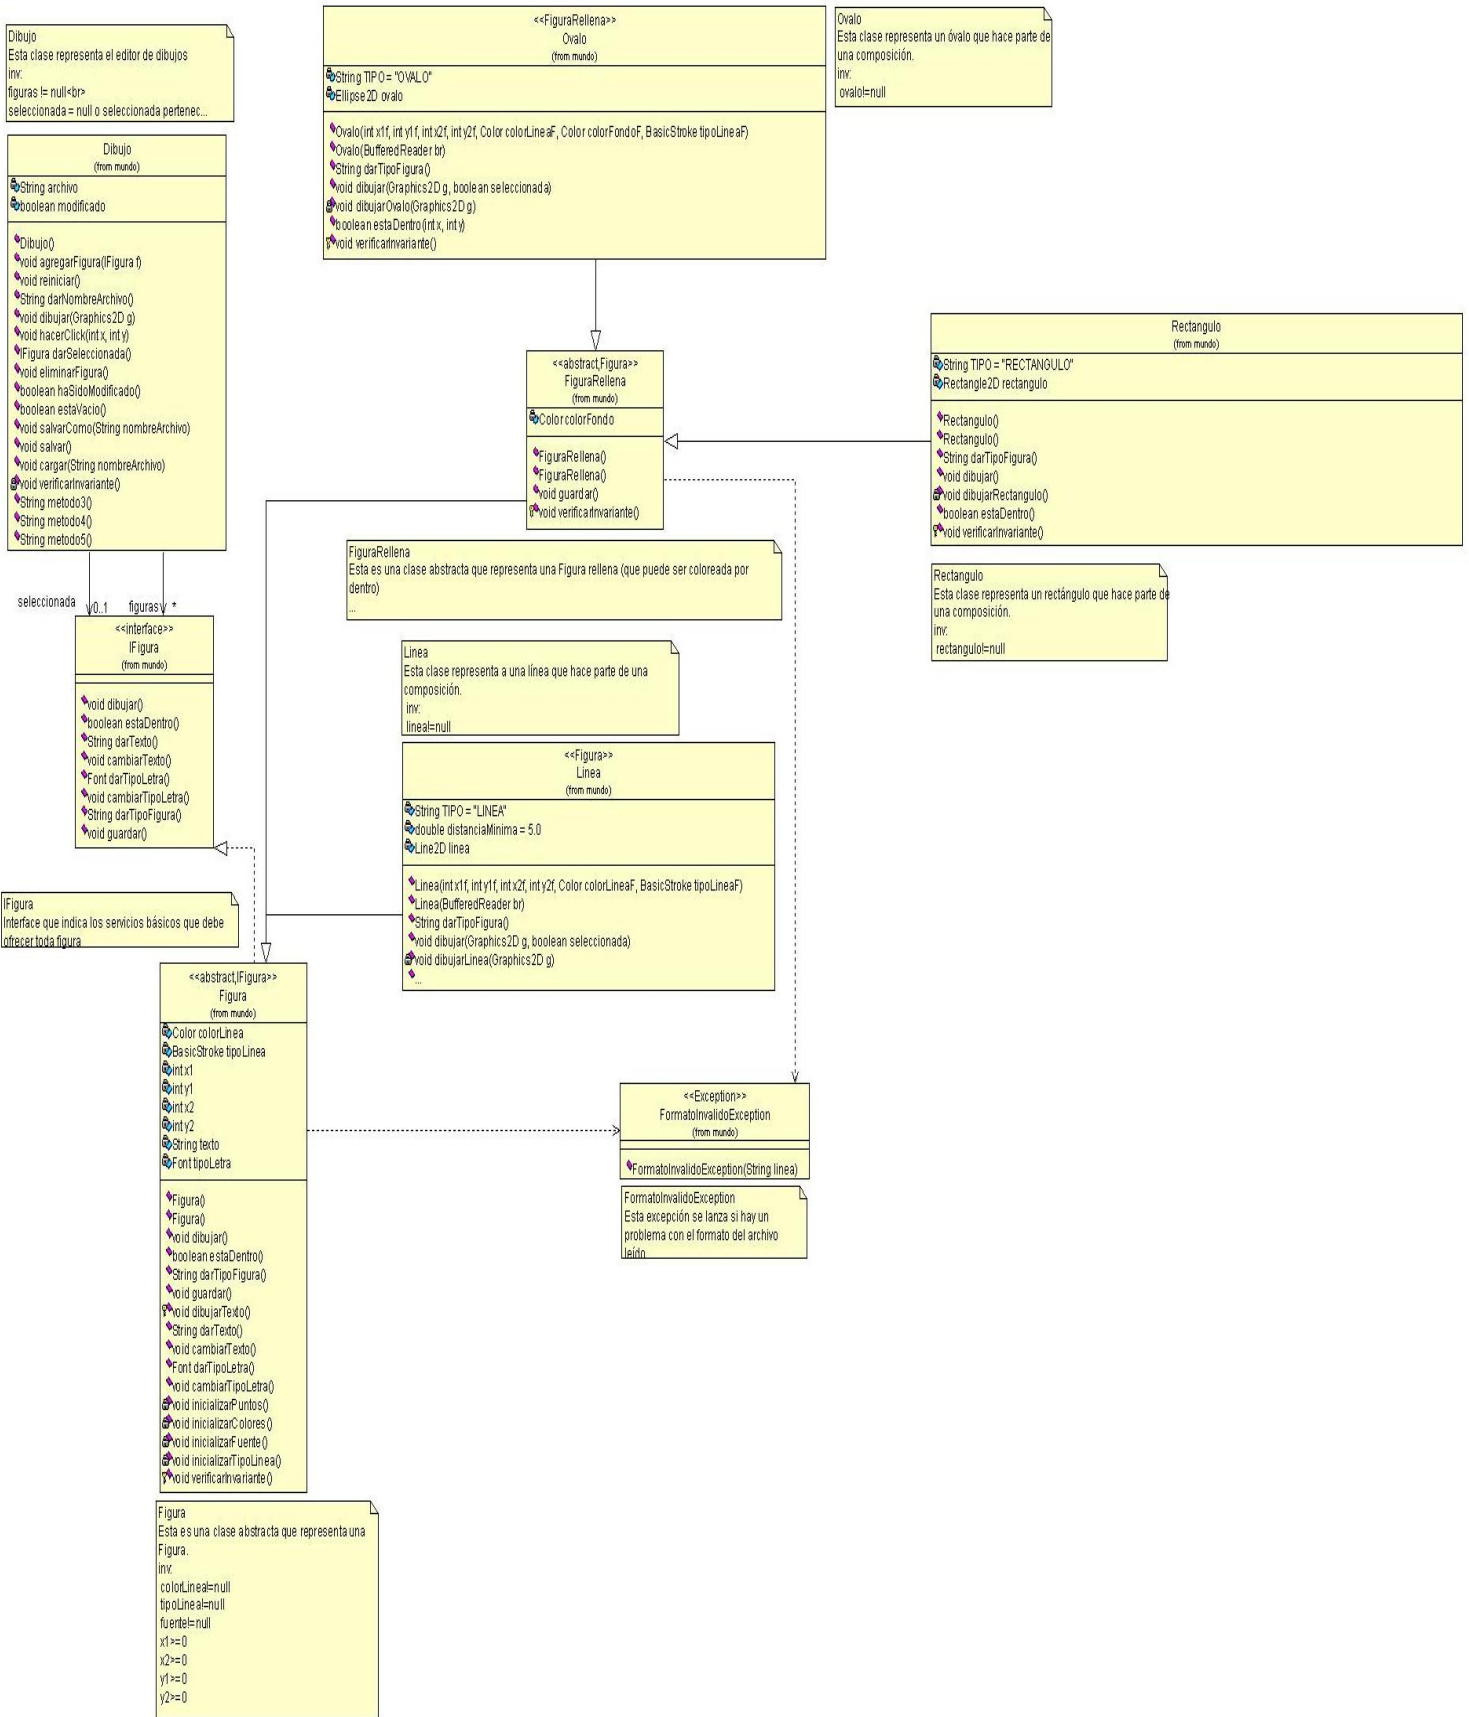 Dibujo
Esta clase representa el editor de dibujos
inv:
figuras != null<br>
seleccionada = null o seleccionada pertenec...
Dibujo
(from mundo)
String archivo
boolean modificado
Dibujo()
void agregarFigura(IFigura f)
void reiniciar()
String darNombreArchivo()
void dibujar(Graphics2D g)
void hacerClick(int x, int y)
IFigura darSeleccionada()
void eliminarFigura()
boolean haSidoModificado()
boolean estaVacio()
void salvarComo(String nombreArchivo)
void salvar()
void cargar(String nombreArchivo)
void verificarInvariante()
String metodo3()
String metodo4()
String metodo5()
seleccionada 0..1 figuras *
<<FiguraRellena>>
Ovalo
(from mundo)
String TIPO = "OVALO"
Ellipse2D ovalo
Ovalo(int x1f, int y1f, int x2f, int y2f, Color colorLineaF, Color colorFondoF, BasicStroke tipoLineaF)
Ovalo(BufferedReader br)
String darTipoFigura()
void dibujar(Graphics2D g, boolean seleccionada)
void dibujarOvalo(Graphics2D g)
boolean estaDentro(int x, int y)
void verificarInvariante()
Ovalo
Esta clase representa un óvalo que hace parte de
una composición.
inv:
ovalo!=null
<<abstract,Figura>>
FiguraRellena
(from mundo)
Color colorFondo
FiguraRellena()
FiguraRellena()
void guardar()
void verificarInvariante()
Rectangulo
(from mundo)
String TIPO = "RECTANGULO"
Rectangle2D rectangulo
Rectangulo()
Rectangulo()
String darTipoFigura()
void dibujar()
void dibujarRectangulo()
boolean estaDentro()
void verificarInvariante()
FiguraRellena
Esta es una clase abstracta que representa una Figura rellena (que puede ser coloreada por
dentro)
...
Rectangulo
Esta clase representa un rectángulo que hace parte de
una composición.
inv:
rectangulo!=null
<<interface>>
IFigura
(from mundo)
void dibujar()
boolean estaDentro()
String darTexto()
void cambiarTexto()
Font darTipoLetra()
void cambiarTipoLetra()
String darTipoFigura()
void guardar()
Linea
Esta clase representa a una línea que hace parte de una
composición.
inv:
linea!=null
<<Figura>>
Linea
(from mundo)
String TIPO = "LINEA"
double distanciaMinima = 5.0
Line2D linea
Linea(int x1f, int y1f, int x2f, int y2f, Color colorLineaF, BasicStroke tipoLineaF)
Linea(BufferedReader br)
String darTipoFigura()
void dibujar(Graphics2D g, boolean seleccionada)
void dibujarLinea(Graphics2D g)
...
IFigura
Interface que indica los servicios básicos que debe
ofrecer toda figura
<<abstract,IFigura>>
Figura
(from mundo)
Color colorLinea
BasicStroke tipoLinea
int x1
int y1
int x2
int y2
String texto
Font tipoLetra
Figura()
Figura()
void dibujar()
boolean estaDentro()
String darTipoFigura()
void guardar()
void dibujarTexto()
String darTexto()
void cambiarTexto()
Font darTipoLetra()
void cambiarTipoLetra()
void inicializarPuntos()
void inicializarColores()
void inicializarFuente()
void inicializarTipoLinea()
void verificarInvariante()
<<Exception>>
FormatoInvalidoException
(from mundo)
FormatoInvalidoException(String linea)
FormatoInvalidoException
Esta excepción se lanza si hay un
problema con el formato del archivo
leído
Figura
Esta es una clase abstracta que representa una
Figura.
inv:
colorLinea!=null
tipoLinea!=null
fuente!=null
x1>=0
x2>=0
y1>=0
y2>=0